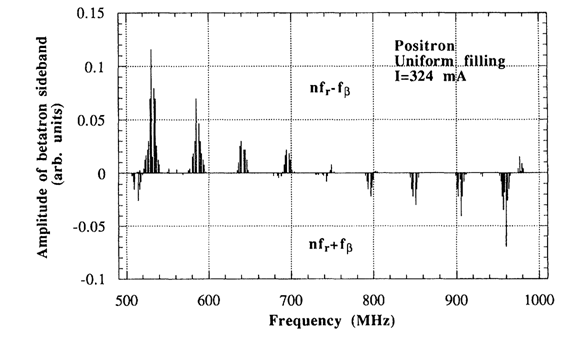 0.15
0.1
0.05
0
-0.05
-0.1
Amplitude of betatron sideband
(arb. units)
Positron
Uniform filling
I=324 mA
nfr-fβ
nfr+fβ
500 600 700 800 900 1000
Frequency (MHz)